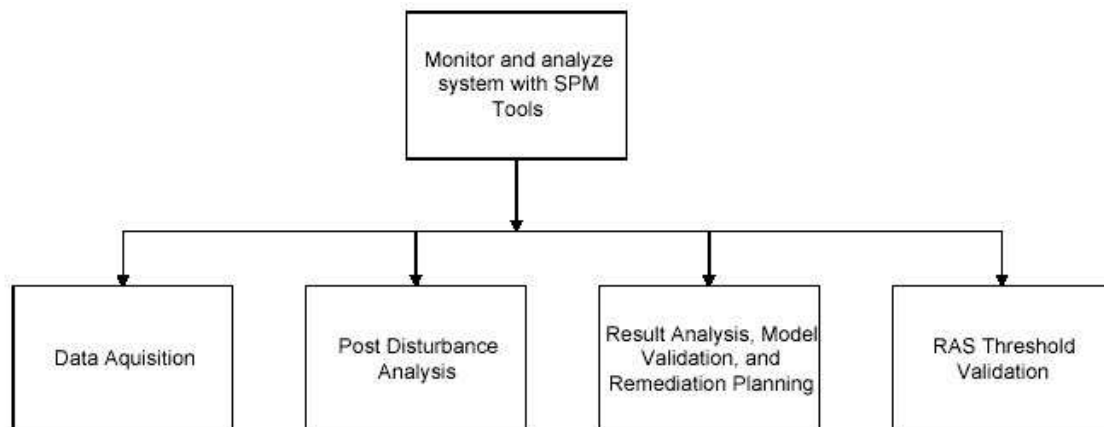 Monitor and analyze
system with SPM
Tools
Data Aquisition
Post Disturbance
Analysis
Result Analysis, Model
Validation, and
Remediation Planning
RAS Threshold
Validation